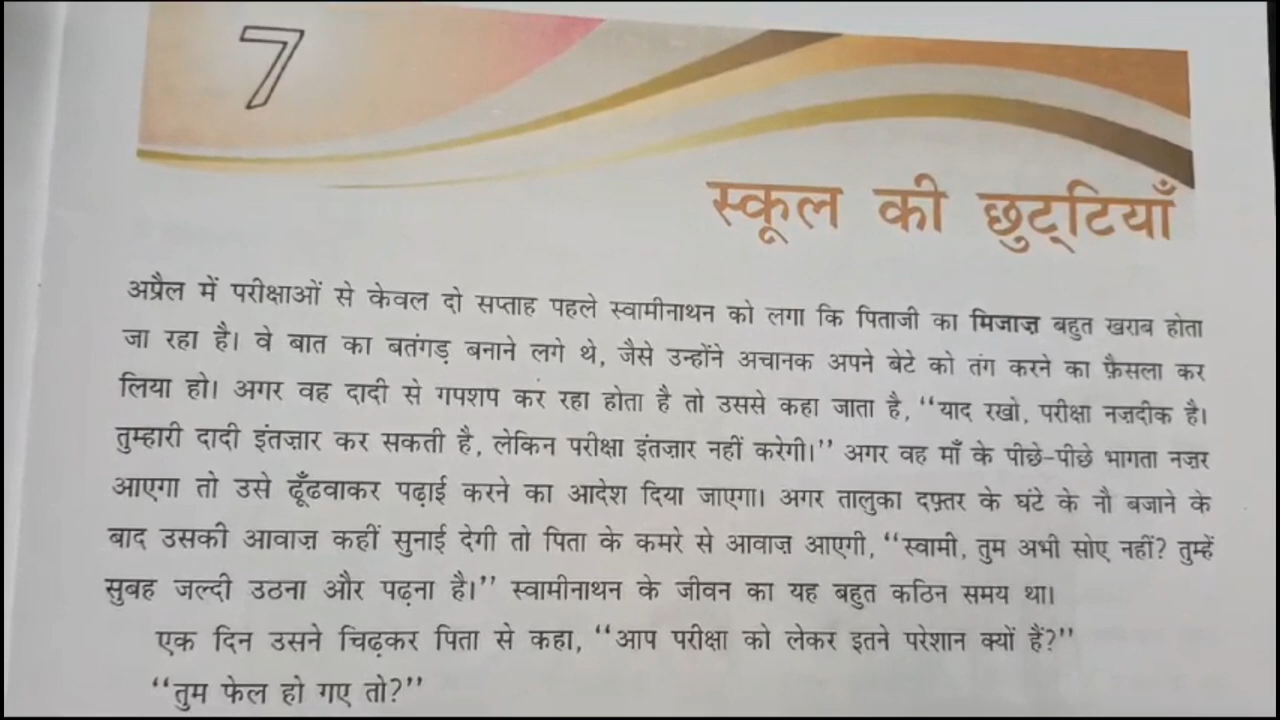 7
स्कूल की छुट्टियाँ
अप्रैल में परीक्षाओं से केवल दो सप्ताह पहले स्वामीनाथन को लगा कि पिताजी का मिजाज़ बहुत खराब होता
जा रहा है। वे बात का बतंगड़ बनाने लगे थे, जैसे उन्होंने अचानक अपने बेटे को तंग करने का फ़ैसला कर
लिया हो। अगर वह दादी से गपशप कर रहा होता है तो उससे कहा जाता है, “याद रखो, परीक्षा नज़दीक है।
तुम्हारी दादी इंतज़ार कर सकती है, लेकिन परीक्षा इंतज़ार नहीं करेगी।” अगर वह माँ के पीछे-पीछे भागता नज़र
आएगा तो उसे ढूँढवाकर पढ़ाई करने का आदेश दिया जाएगा। अगर तालुका दफ़्तर के घंटे के नौ बजाने के
बाद उसकी आवाज़ कहीं सुनाई देगी तो पिता के कमरे से आवाज़ आएगी, “स्वामी, तुम अभी सोए नहीं? तुम्हें
सुबह जल्दी उठना और पढ़ना है।” स्वामीनाथन के जीवन का यह बहुत कठिन समय था।
एक दिन उसने चिढ़कर पिता से कहा, “आप परीक्षा को लेकर इतने परेशान क्यों हैं?”
“तुम फेल हो गए तो?”